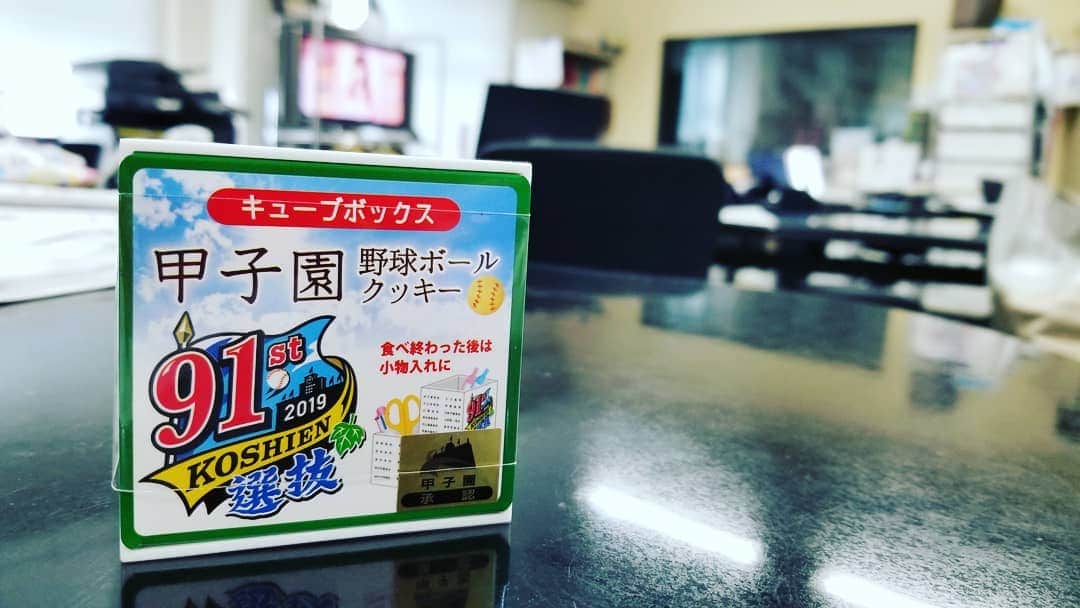 キューブボックス
甲子園 野球ボール
クッキー
食べ終わった後は
小物入れに
91st
2019
KOSHIEN
選抜
91st
甲子園
承認